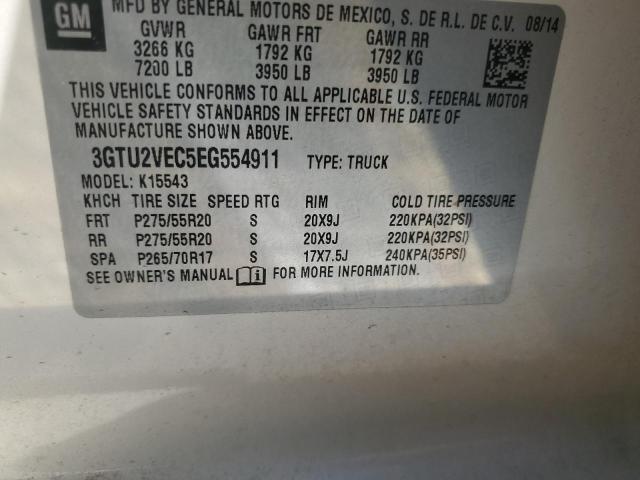 GM
MFD BY GENERAL MOTORS DE MEXICO, S. DE R.L. DE C.V. 08/14
GVWR GAWR FRT GAWR RR
3266 KG 1792 KG 1792 KG
7200 LB 3950 LB 3950 LB
THIS VEHICLE CONFORMS TO ALL APPLICABLE U.S. FEDERAL MOTOR
VEHICLE SAFETY STANDARDS IN EFFECT ON THE DATE OF
MANUFACTURE SHOWN ABOVE.
3GTU2VEC5EG554911 TYPE: TRUCK
MODEL: K15543
KHCH TIRE SIZE SPEED RTG RIM COLD TIRE PRESSURE
FRT P275/55R20 S 20X9J 220KPA(32PSI)
RR P275/55R20 S 20X9J 220KPA(32PSI)
SPA P265/70R17 S 17X7.5J 240KPA(35PSI)
SEE OWNER'S MANUAL FOR MORE INFORMATION.